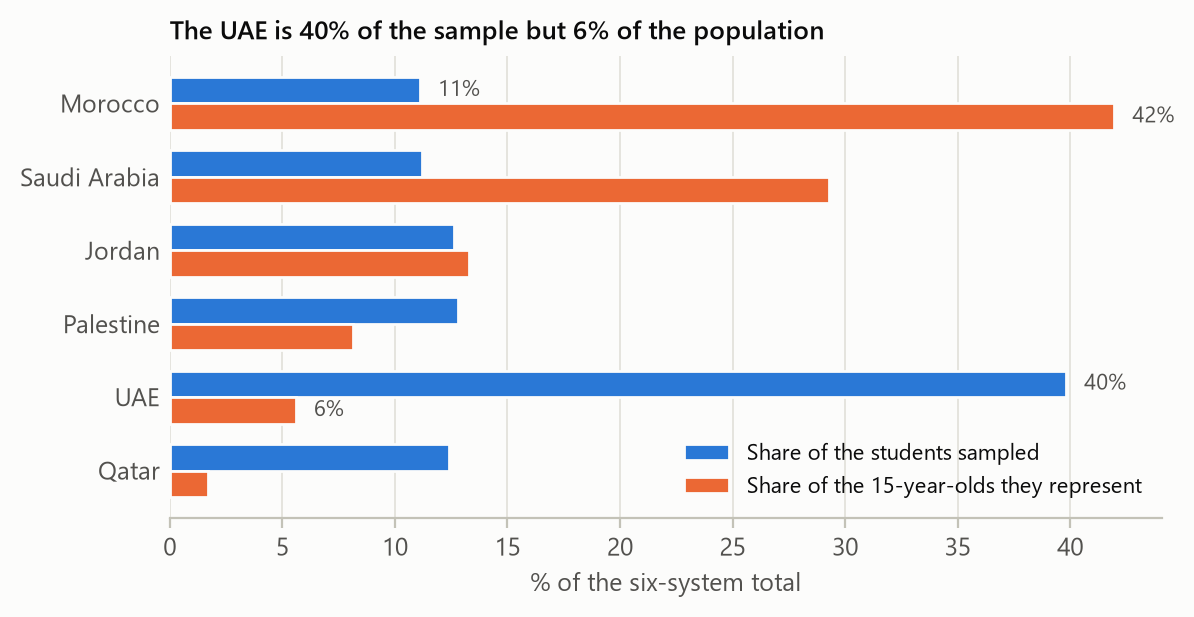 The UAE is 40% of the sample but 6% of the population
Morocco
11%
42%
Saudi Arabia
Jordan
Palestine
UAE
40%
6%
Qatar
Share of the students sampled
Share of the 15-year-olds they represent
0 5 10 15 20 25 30 35 40
% of the six-system total